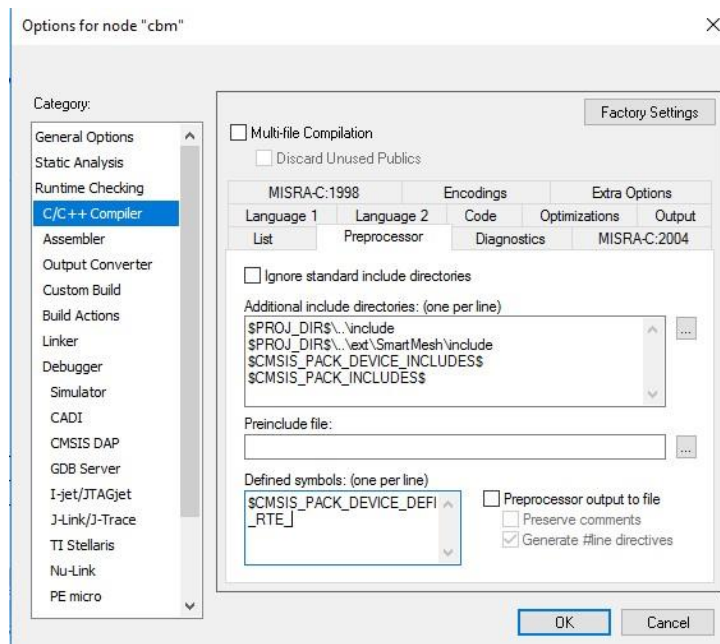 Options for node "cbm"
Category:
General Options
Static Analysis
Runtime Checking
C/C++ Compiler
Assembler
Output Converter
Custom Build
Build Actions
Linker
Debugger
Simulator
CADI
CMSIS DAP
GDB Server
I-jet/JTAGjet
J-Link/J-Trace
TI Stellaris
Nu-Link
PE micro
Factory Settings
Multi-file Compilation
Discard Unused Publics
MISRA-C:1998 Encodings Extra Options
Language 1 Language 2 Code Optimizations Output
List Preprocessor Diagnostics MISRA-C:2004
Ignore standard include directories
Additional include directories: (one per line)
$PROJ_DIR$\..\include
$PROJ_DIR$\..\ext\SmartMesh\include
$CMSIS_PACK_DEVICE_INCLUDES$
$CMSIS_PACK_INCLUDES$
...
Preinclude file:
...
Defined symbols: (one per line)
$CMSIS_PACK_DEVICE_DEFI
_RTE_
Preprocessor output to file
Preserve comments
Generate #line directives
OK Cancel